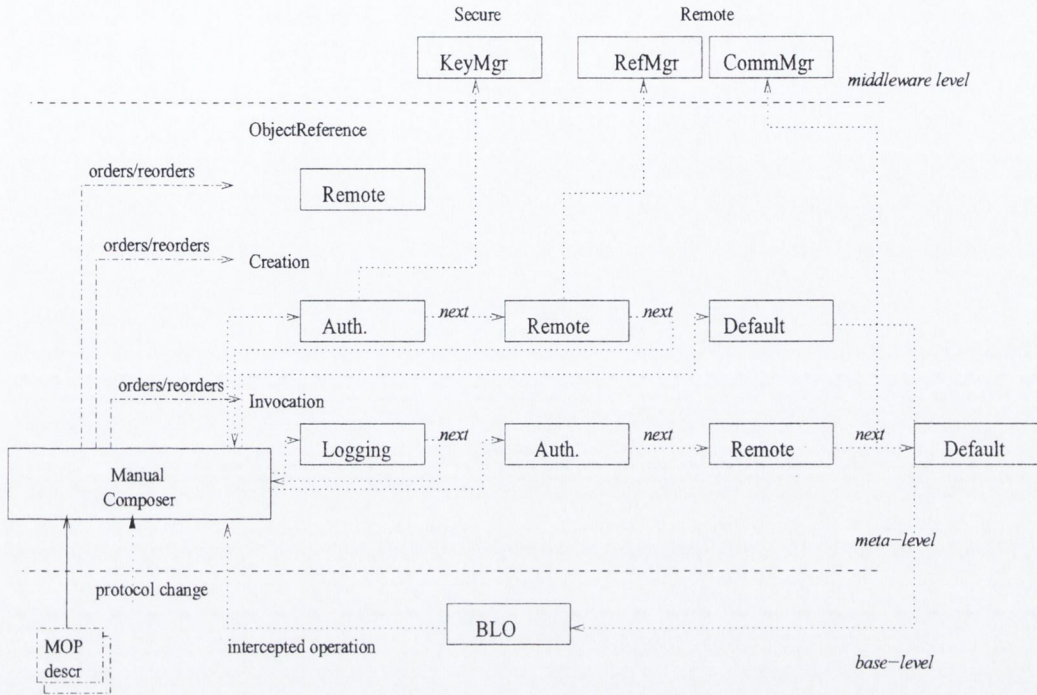 Secure
Remote
KeyMgr
RefMgr
CommMgr
middleware level
ObjectReference
orders/reorders
Remote
orders/reorders
Creation
Auth.
next
Remote
next
Default
orders/reorders
Invocation
Logging
next
Auth.
next
Remote
next
Default
Manual
Composer
meta-level
protocol change
MOP
descr
intercepted operation
BLO
base-level